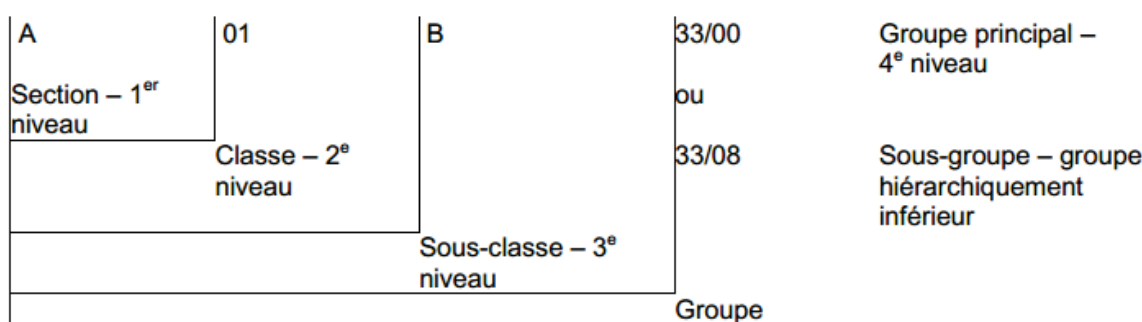 A 01 B 33/00 Groupe principal –
4e niveau
Section – 1er ou
niveau
Classe – 2e 33/08 Sous-groupe – groupe
niveau hiérarchiquement
inférieur
Sous-classe – 3e
niveau
Groupe